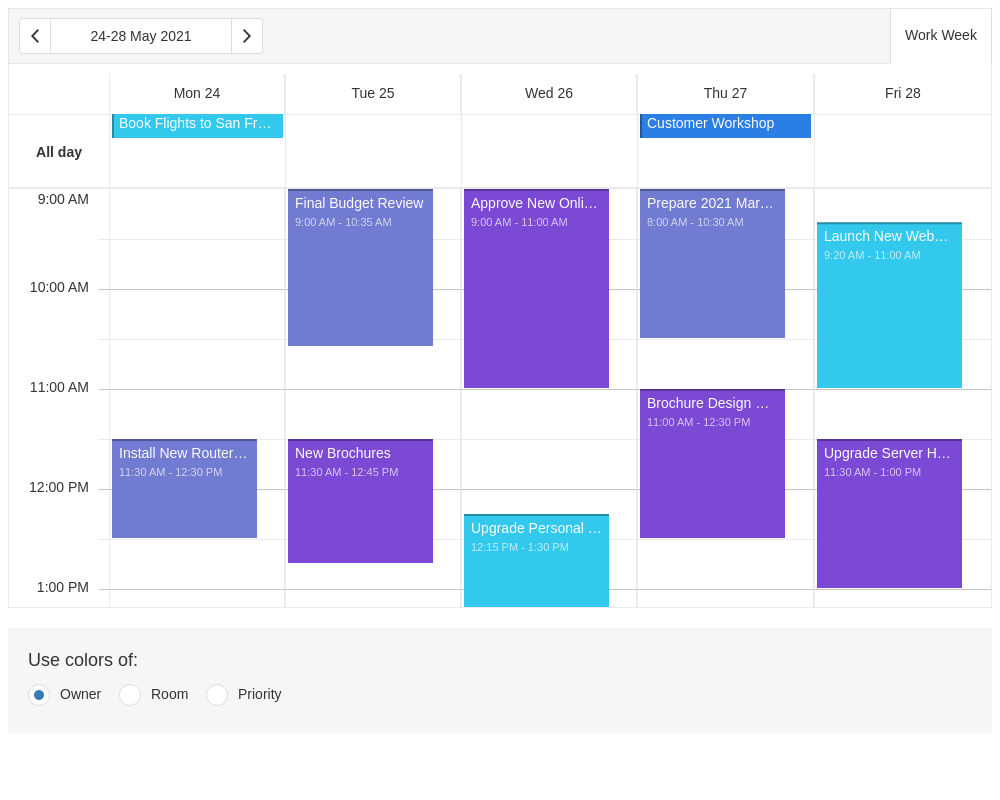 24-28 May 2021
Work Week
Mon 24
Tue 25
Wed 26
Thu 27
Fri 28
All day
Book Flights to San Fr…
Customer Workshop
9:00 AM
10:00 AM
11:00 AM
12:00 PM
1:00 PM
Install New Router…
11:30 AM - 12:30 PM
Final Budget Review
9:00 AM - 10:35 AM
New Brochures
11:30 AM - 12:45 PM
Approve New Onli…
9:00 AM - 11:00 AM
Upgrade Personal …
12:15 PM - 1:30 PM
Prepare 2021 Mar…
8:00 AM - 10:30 AM
Brochure Design …
11:00 AM - 12:30 PM
Launch New Web…
9:20 AM - 11:00 AM
Upgrade Server H…
11:30 AM - 1:00 PM
Use colors of:
Owner
Room
Priority